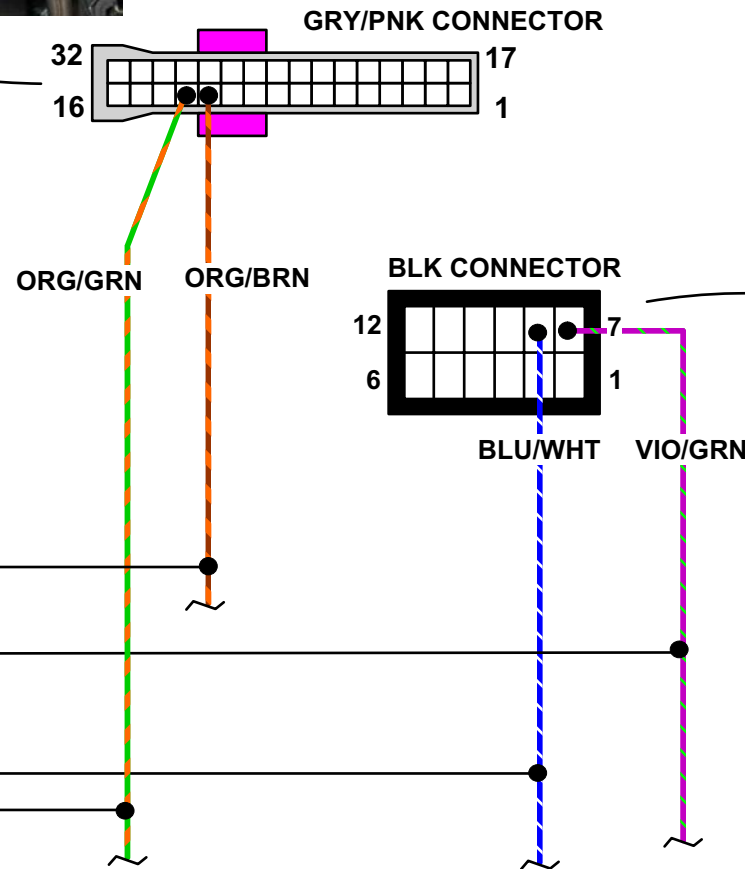 GRY/PNK CONNECTOR
32
17
16
1
ORG/GRN
ORG/BRN
BLK CONNECTOR
12
7
6
1
BLU/WHT
VIO/GRN